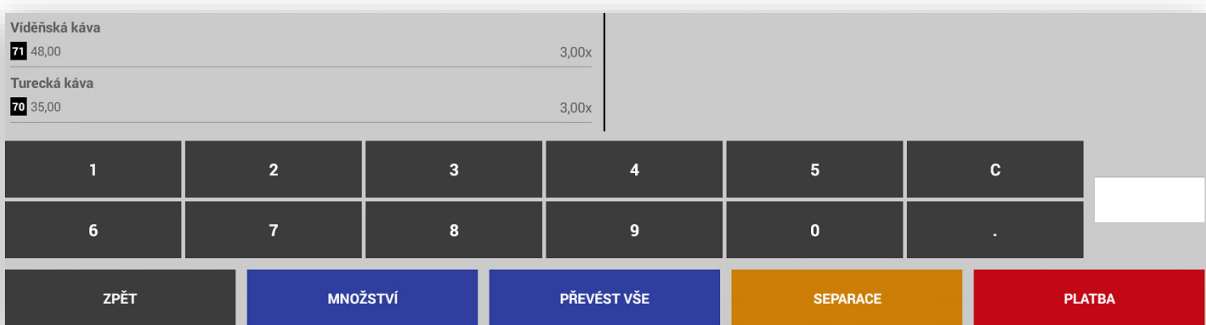 Víděňská káva
71 48,00 3,00x
Turecká káva
70 35,00 3,00x
1 2 3 4 5 C
6 7 8 9 0 .
ZPĚT MNOŽSTVÍ PŘEVÉST VŠE SEPARACE PLATBA